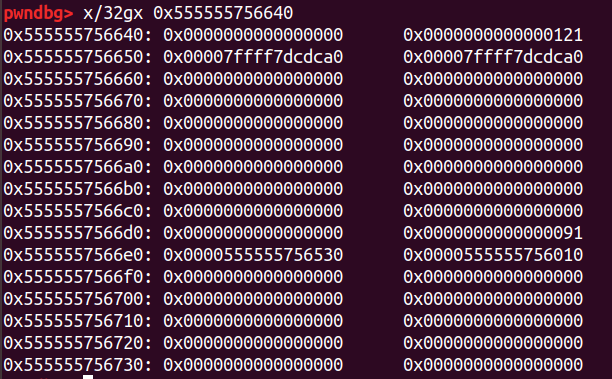 pwndbg> x/32gx 0x555555756640
0x555555756640: 0x0000000000000000 0x0000000000000121
0x555555756650: 0x00007ffff7dcdca0 0x00007ffff7dcdca0
0x555555756660: 0x0000000000000000 0x0000000000000000
0x555555756670: 0x0000000000000000 0x0000000000000000
0x555555756680: 0x0000000000000000 0x0000000000000000
0x555555756690: 0x0000000000000000 0x0000000000000000
0x5555557566a0: 0x0000000000000000 0x0000000000000000
0x5555557566b0: 0x0000000000000000 0x0000000000000000
0x5555557566c0: 0x0000000000000000 0x0000000000000000
0x5555557566d0: 0x0000000000000000 0x0000000000000091
0x5555557566e0: 0x0000555555756530 0x0000555555756010
0x5555557566f0: 0x0000000000000000 0x0000000000000000
0x555555756700: 0x0000000000000000 0x0000000000000000
0x555555756710: 0x0000000000000000 0x0000000000000000
0x555555756720: 0x0000000000000000 0x0000000000000000
0x555555756730: 0x0000000000000000 0x0000000000000000